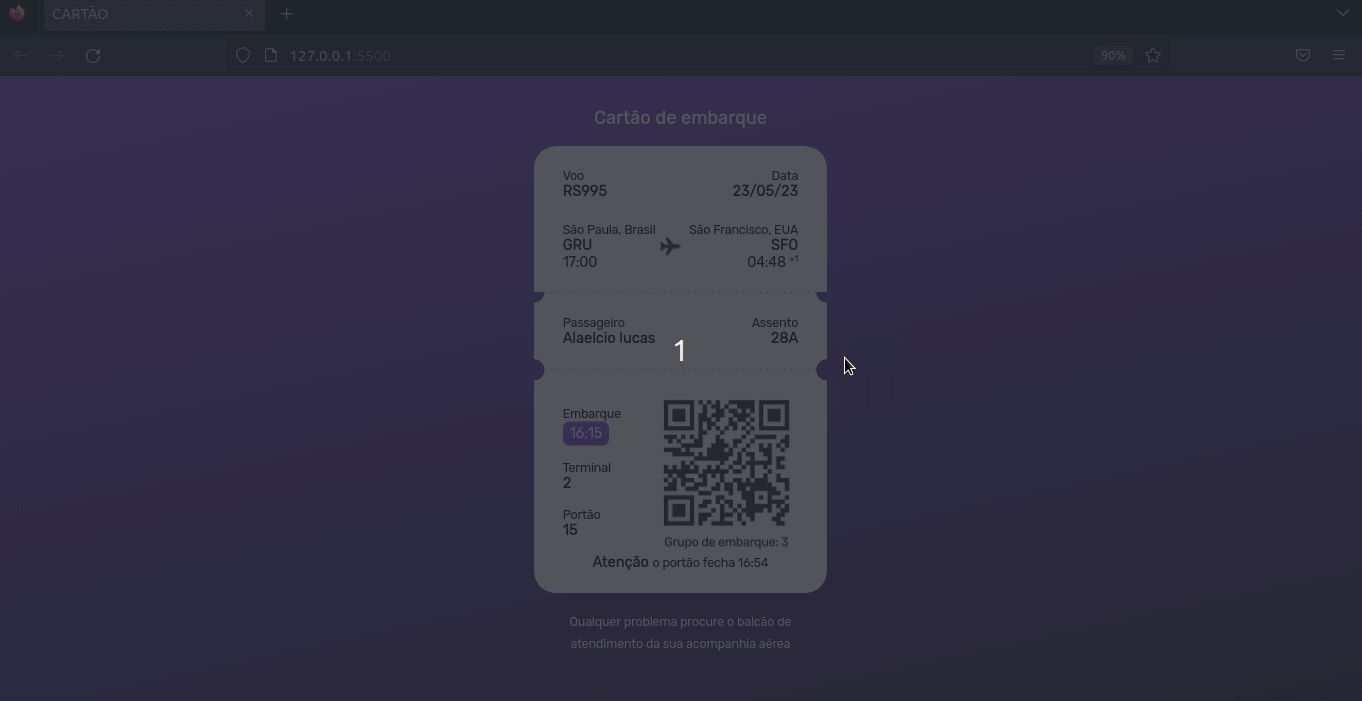 CARTÃO
127.0.0.1:5500
90%
Cartão de embarque
Voo
Data
RS995
23/05/23
São Paula, Brasil
São Francisco, EUA
GRU
SFO
17:00
04:48 +1
Passageiro
Assento
Alaelcio lucas
28A
1
Embarque
16:15
Terminal
2
Portão
15
Grupo de embarque: 3
Atenção o portão fecha 16:54
Qualquer problema procure o balcão de
atendimento da sua acompanhia aérea